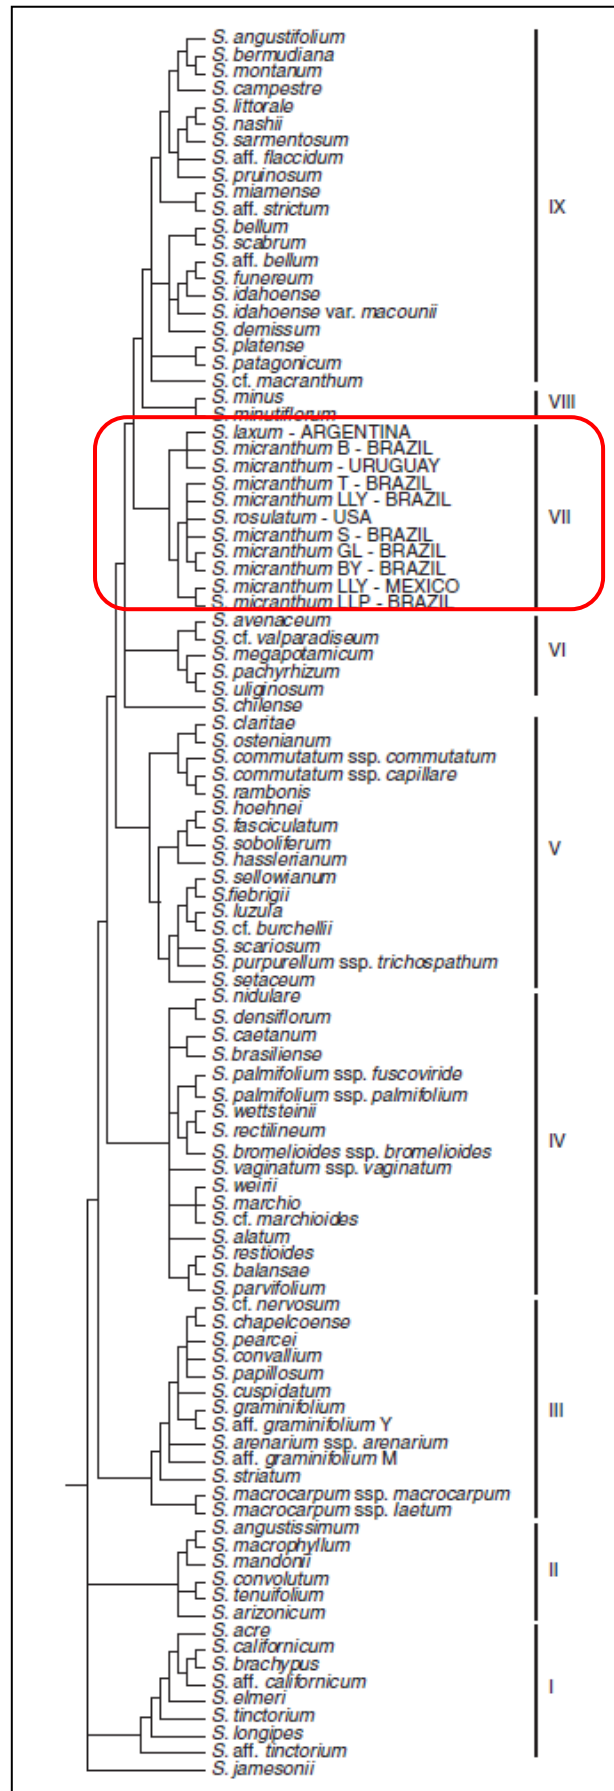 S. angustifolium
S. bermudiana
S. montanum
S. campestre
S. littorale
S. nashii
S. sarmentosum
S. aff. flaccidum
S. pruinosum
S. miamense
S. aff. strictum
IX
S. bellum
S. scabrum
S. aff. bellum
S. funereum
S. idahoense
S. idahoense var. macounii
S. demissum
S. platense
S. patagonicum
S. cf. macranthum
S. minus
VIII
S. minutiflorum
S. laxum - ARGENTINA
S. micranthum B - BRAZIL
S. micranthum - URUGUAY
S. micranthum T - BRAZIL
S. micranthum LLY - BRAZIL
S. rosulatum - USA
VII
S. micranthum S - BRAZIL
S. micranthum GL - BRAZIL
S. micranthum BY - BRAZIL
S. micranthum LLY - MEXICO
S. micranthum LLP - BRAZIL
S. avenaceum
S. cf. valparadiseum
VI
S. megapotamicum
S. pachyrhizum
S. uliginosum
S. chilense
S. claritae
S. ostenianum
S. commutatum ssp. commutatum
S. commutatum ssp. capillare
S. rambonis
S. hoehnei
S. fasciculatum
S. soboliferum
V
S. hasslerianum
S. sellowianum
S.fiebrigii
S. luzula
S. cf. burchellii
S. scariosum
S. purpurellum ssp. trichospathum
S. setaceum
S. nidulare
S. densiflorum
S. caetanum
S. brasiliense
S. palmifolium ssp. fuscoviride
S. palmifolium ssp. palmifolium
S. wettsteinii
S. rectilineum
IV
S. bromelioides ssp. bromelioides
S. vaginatum ssp. vaginatum
S. weirii
S. marchio
S. cf. marchioides
S. alatum
S. restioides
S. balansae
S. parvifolium
S. cf. nervosum
S. chapelcoense
S. pearcei
S. convallium
S. papillosum
S. cuspidatum
S. graminifolium
III
S. aff. graminifolium Y
S. arenarium ssp. arenarium
S. aff. graminifolium M
S. striatum
S. macrocarpum ssp. macrocarpum
S. macrocarpum ssp. laetum
S. angustissimum
S. macrophyllum
S. mandonii
II
S. convolutum
S. tenuifolium
S. arizonicum
S. acre
S. californicum
S. brachypus
S. aff. californicum
I
S. elmeri
S. tinctorium
S. longipes
S. aff. tinctorium
S. jamesonii